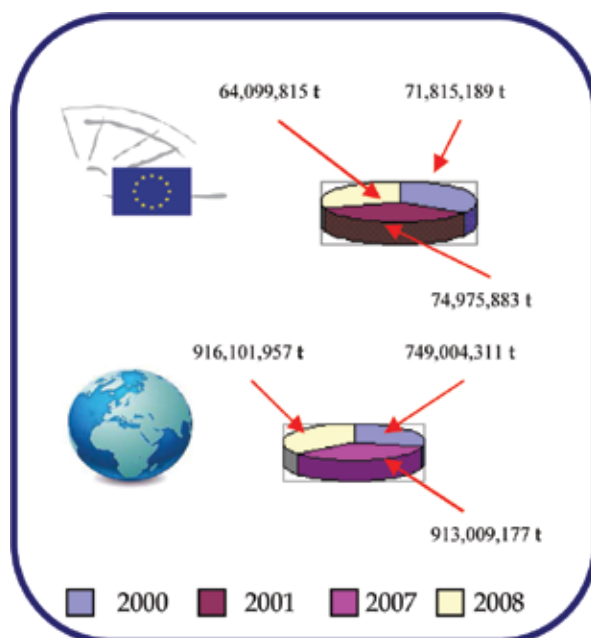 64,099,815 t 71,815,189 t
74,975,883 t
916,101,957 t 749,004,311 t
913,009,177 t
2000 2001 2007 2008